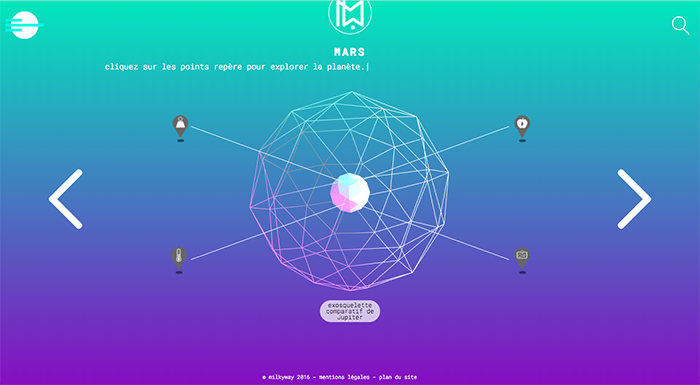 MARS
cliquez sur les points repère pour explorer la planète.|
exosquelette
comparatif de
Jupiter
© milkyway 2016 - mentions légales - plan du site